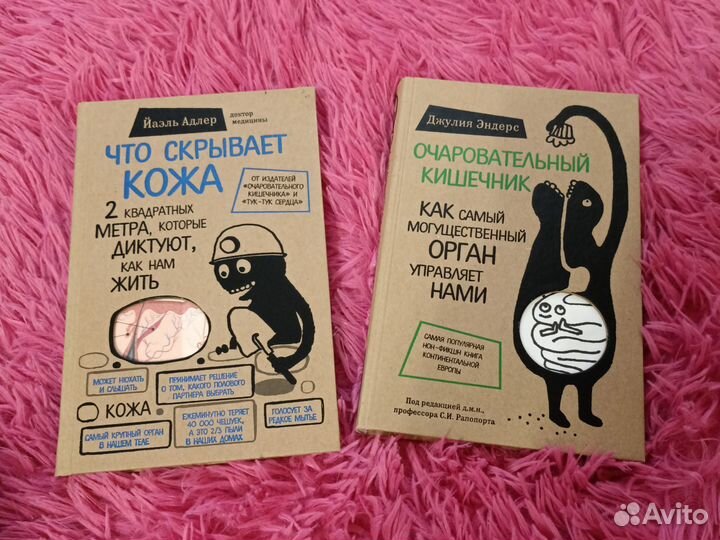 Йаэль Адлер
доктор
медицины
ЧТО СКРЫВАЕТ
КОЖА
ОТ ИЗДАТЕЛЕЙ
«ОЧАРОВАТЕЛЬНОГО
КИШЕЧНИКА» И
«ТУК-ТУК СЕРДЦА»
2 КВАДРАТНЫХ
МЕТРА, КОТОРЫЕ
ДИКТУЮТ,
КАК НАМ
ЖИТЬ
МОЖЕТ НЮХАТЬ
И СЛЫШАТЬ
ПРИНИМАЕТ РЕШЕНИЕ
О ТОМ, КАКОГО ПОЛОВОГО
ПАРТНЕРА ВЫБРАТЬ
КОЖА
САМЫЙ КРУПНЫЙ ОРГАН
В НАШЕМ ТЕЛЕ
ЕЖЕМИНУТНО ТЕРЯЕТ
40 000 ЧЕШУЕК,
А ЭТО 2/3 ПЫЛИ
В НАШИХ ДОМАХ
ГОЛОСУЕТ ЗА
РЕДКОЕ МЫТЬЕ
Джулия Эндерс
ОЧАРОВАТЕЛЬНЫЙ
КИШЕЧНИК
КАК САМЫЙ
МОГУЩЕСТВЕННЫЙ
ОРГАН
УПРАВЛЯЕТ
НАМИ
САМАЯ ПОПУЛЯРНАЯ
НОН-ФИКШН КНИГА
КОНТИНЕНТАЛЬНОЙ
ЕВРОПЫ
Под редакцией д.м.н.,
профессора С.И. Рапопорта
Avito